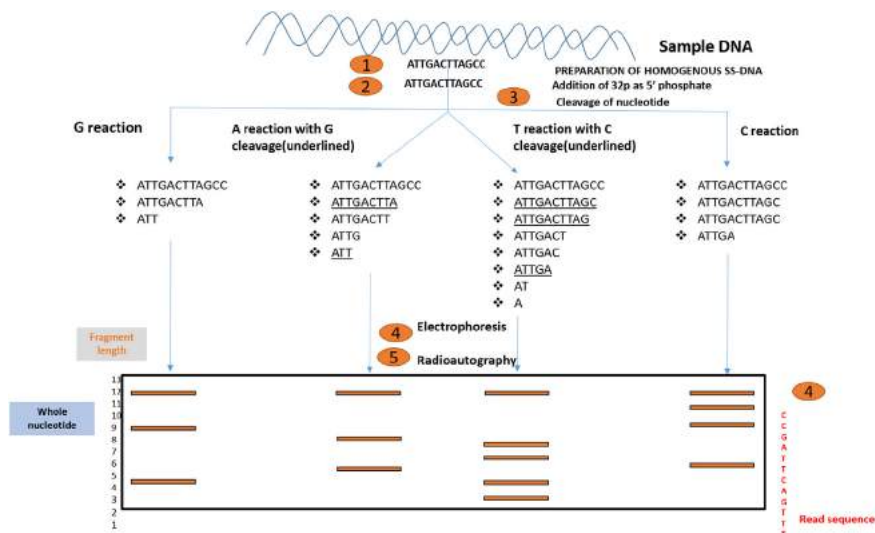 Sample DNA
1
ATTGACTTAGCC
2
ATTGACTTAGCC
PREPARATION OF HOMOGENOUS SS-DNA
Addition of 32p as 5' phosphate
3
Cleavage of nucleotide
G reaction
A reaction with G
cleavage(underlined)
T reaction with C
cleavage(underlined)
C reaction
❖ ATTGACTTAGCC
❖ ATTGACTTA
❖ ATT
❖ ATTGACTTAGCC
❖ ATTGACTTA
❖ ATTGACTT
❖ ATTG
❖ ATT
❖ ATTGACTTAGCC
❖ ATTGACTTAGC
❖ ATTGACTTAG
❖ ATTGACT
❖ ATTGAC
❖ ATTGA
❖ AT
❖ A
❖ ATTGACTTAGCC
❖ ATTGACTTAGC
❖ ATTGACTTAGC
❖ ATTGA
4
Electrophoresis
5
Radioautography
Fragment
length
Whole
nucleotide
13
12
11
10
9
8
7
6
5
4
3
2
1
4
C
C
G
A
T
T
C
A
G
T
T
Read sequence